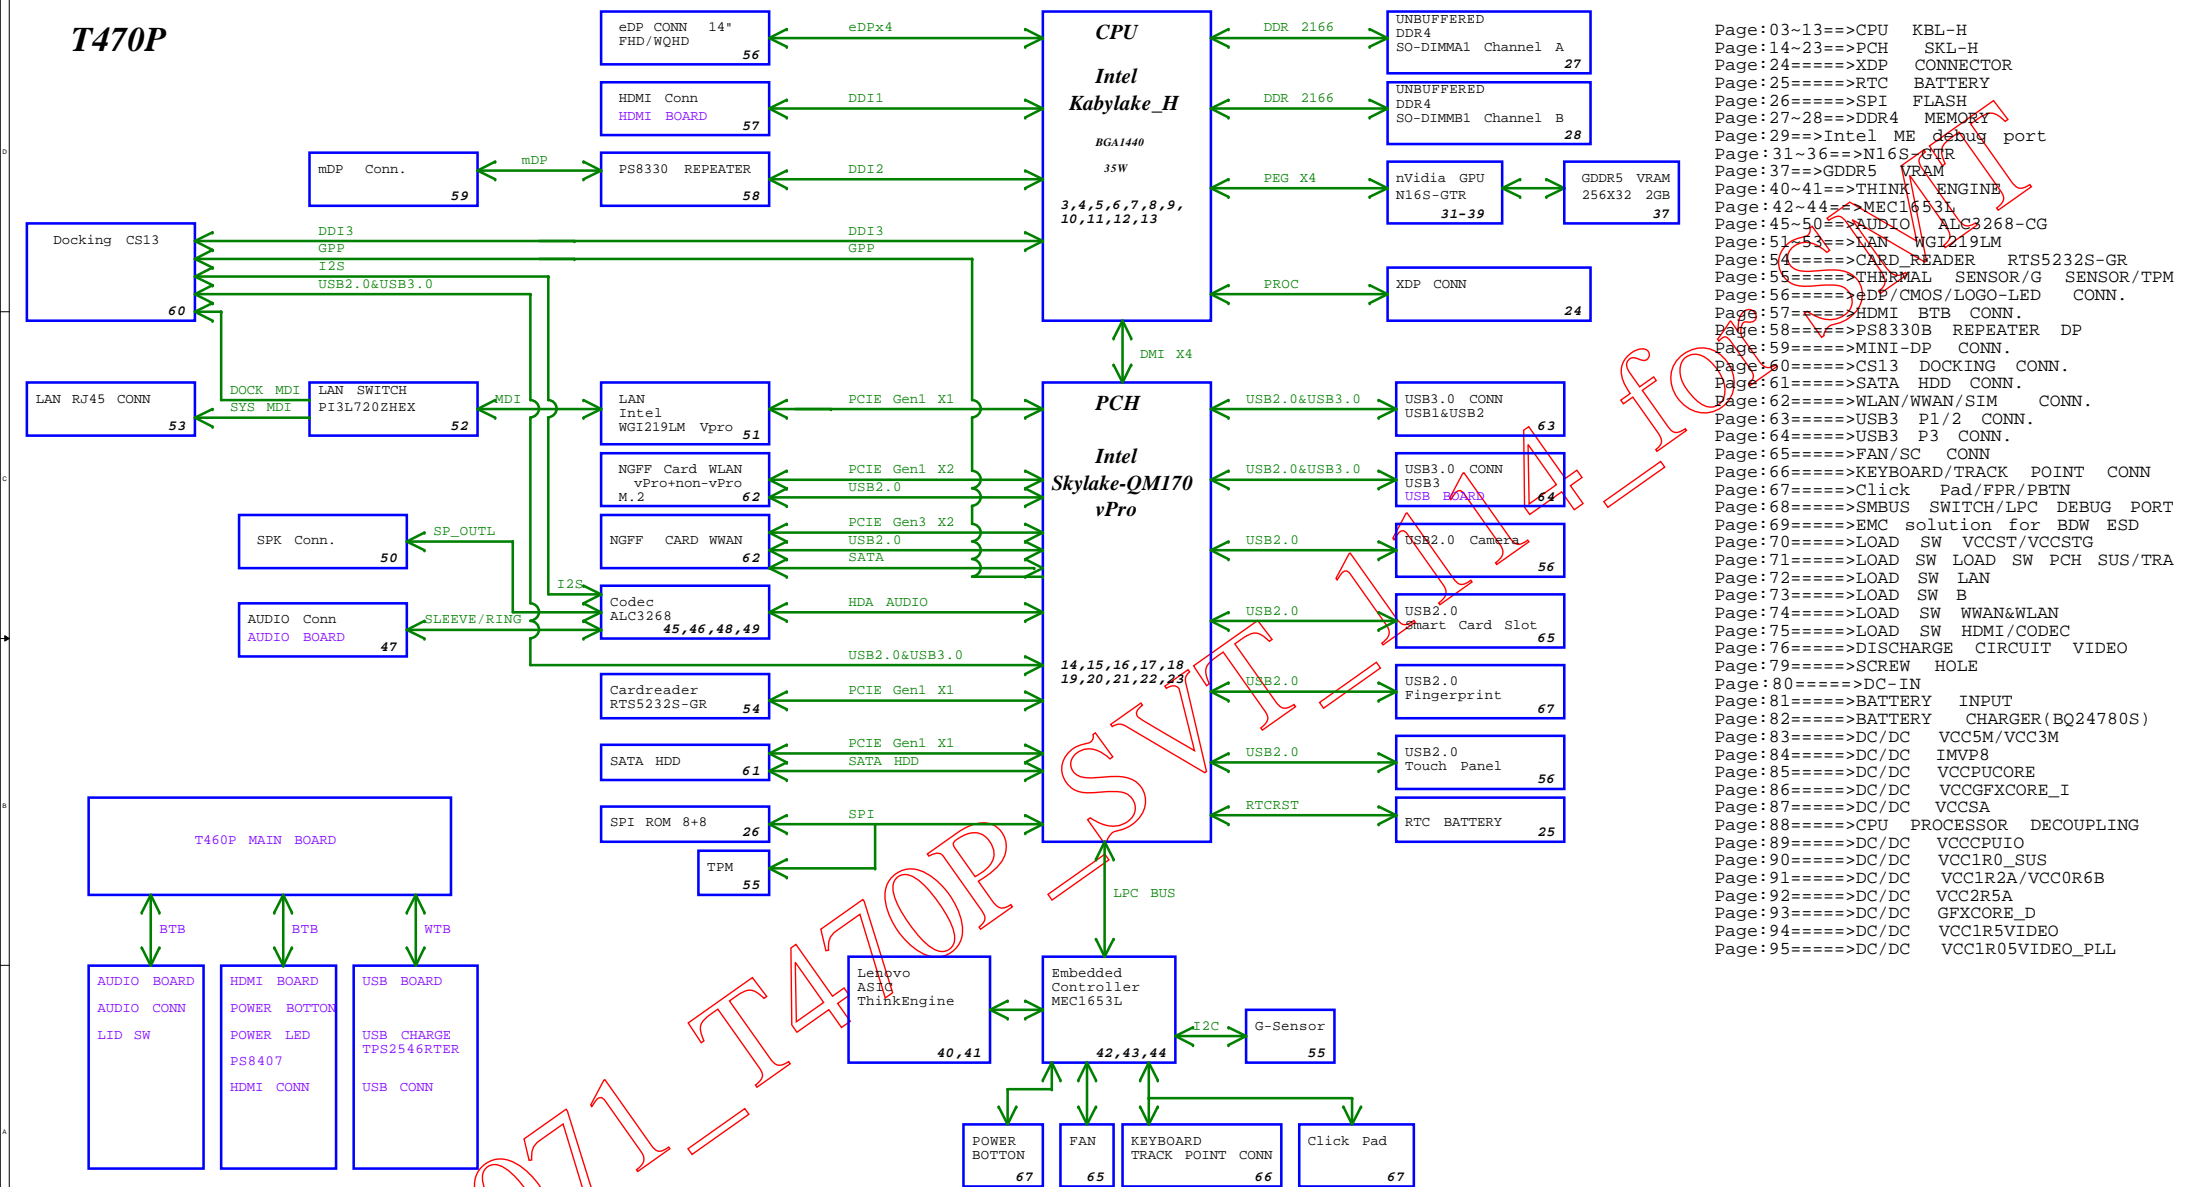 T470P
eDP CONN 14"
FHD/WQHD
56
eDPx4
HDMI Conn
HDMI BOARD
57
DDI1
mDP Conn.
59
mDP
PS8330 REPEATER
58
DDI2
Docking CS13
60
DDI3
GPP
I2S
USB2.0&USB3.0
DDI3
GPP
CPU
Intel
Kabylake_H
BGA1440
35W
3,4,5,6,7,8,9,
10,11,12,13
DDR 2166
UNBUFFERED
DDR4
SO-DIMMA1 Channel A
27
DDR 2166
UNBUFFERED
DDR4
SO-DIMMB1 Channel B
28
PEG X4
nVidia GPU
N16S-GTR
31-39
GDDR5 VRAM
256X32 2GB
37
PROC
XDP CONN
24
DMI X4
LAN RJ45 CONN
53
DOCK MDI
SYS MDI
LAN SWITCH
PI3L720ZHEX
52
MDI
LAN
Intel
WGI219LM Vpro
51
PCIE Gen1 X1
NGFF Card WLAN
vPro+non-vPro
M.2
62
PCIE Gen1 X2
USB2.0
NGFF CARD WWAN
62
PCIE Gen3 X2
USB2.0
SATA
SPK Conn.
50
SP_OUTL
I2S
AUDIO Conn
AUDIO BOARD
47
SLEEVE/RING
Codec
ALC3268
45,46,48,49
HDA AUDIO
USB2.0&USB3.0
Cardreader
RTS5232S-GR
54
PCIE Gen1 X1
SATA HDD
61
PCIE Gen1 X1
SATA HDD
SPI ROM 8+8
26
SPI
TPM
55
PCH
Intel
Skylake-QM170
vPro
14,15,16,17,18
19,20,21,22,23
USB2.0&USB3.0
USB3.0 CONN
USB1&USB2
63
USB2.0&USB3.0
USB3.0 CONN
USB3
USB BOARD
64
USB2.0
USB2.0 Camera
56
USB2.0
USB2.0
Smart Card Slot
65
USB2.0
USB2.0
Fingerprint
67
USB2.0
USB2.0
Touch Panel
56
RTCRST
RTC BATTERY
25
LPC BUS
Lenovo
ASIC
ThinkEngine
40,41
Embedded
Controller
MEC1653L
42,43,44
I2C
G-Sensor
55
POWER
BOTTON
67
FAN
65
KEYBOARD
TRACK POINT CONN
66
Click Pad
67
T460P MAIN BOARD
BTB
BTB
WTB
AUDIO BOARD
AUDIO CONN
LID SW
HDMI BOARD
POWER BOTTON
POWER LED
PS8407
HDMI CONN
USB BOARD
USB CHARGE
TPS2546RTER
USB CONN
Page:03~13==>CPU KBL-H
Page:14~23==>PCH SKL-H
Page:24=====>XDP CONNECTOR
Page:25=====>RTC BATTERY
Page:26=====>SPI FLASH
Page:27~28==>DDR4 MEMORY
Page:29==>Intel ME debug port
Page:31~36==>N16S-GTR
Page:37==>GDDR5 VRAM
Page:40~41==>THINK ENGINE
Page:42~44==>MEC1653L
Page:45~50==>AUDIO ALC3268-CG
Page:51~53==>LAN WGI219LM
Page:54=====>CARD_READER RTS5232S-GR
Page:55=====>THERMAL SENSOR/G SENSOR/TPM
Page:56=====>eDP/CMOS/LOGO-LED CONN.
Page:57=====>HDMI BTB CONN.
Page:58=====>PS8330B REPEATER DP
Page:59=====>MINI-DP CONN.
Page:60=====>CS13 DOCKING CONN.
Page:61=====>SATA HDD CONN.
Page:62=====>WLAN/WWAN/SIM CONN.
Page:63=====>USB3 P1/2 CONN.
Page:64=====>USB3 P3 CONN.
Page:65=====>FAN/SC CONN
Page:66=====>KEYBOARD/TRACK POINT CONN
Page:67=====>Click Pad/FPR/PBTN
Page:68=====>SMBUS SWITCH/LPC DEBUG PORT
Page:69=====>EMC solution for BDW ESD
Page:70=====>LOAD SW VCCST/VCCSTG
Page:71=====>LOAD SW LOAD SW PCH SUS/TRA
Page:72=====>LOAD SW LAN
Page:73=====>LOAD SW B
Page:74=====>LOAD SW WWAN&WLAN
Page:75=====>LOAD SW HDMI/CODEC
Page:76=====>DISCHARGE CIRCUIT VIDEO
Page:79=====>SCREW HOLE
Page:80=====>DC-IN
Page:81=====>BATTERY INPUT
Page:82=====>BATTERY CHARGER(BQ24780S)
Page:83=====>DC/DC VCC5M/VCC3M
Page:84=====>DC/DC IMVP8
Page:85=====>DC/DC VCCPUCORE
Page:86=====>DC/DC VCCGFXCORE_I
Page:87=====>DC/DC VCCSA
Page:88=====>CPU PROCESSOR DECOUPLING
Page:89=====>DC/DC VCCCPUIO
Page:90=====>DC/DC VCC1R0_SUS
Page:91=====>DC/DC VCC1R2A/VCC0R6B
Page:92=====>DC/DC VCC2R5A
Page:93=====>DC/DC GFXCORE_D
Page:94=====>DC/DC VCC1R5VIDEO
Page:95=====>DC/DC VCC1R05VIDEO_PLL
D
C
B
A
071_T470P_SVT_1114_for_SMT